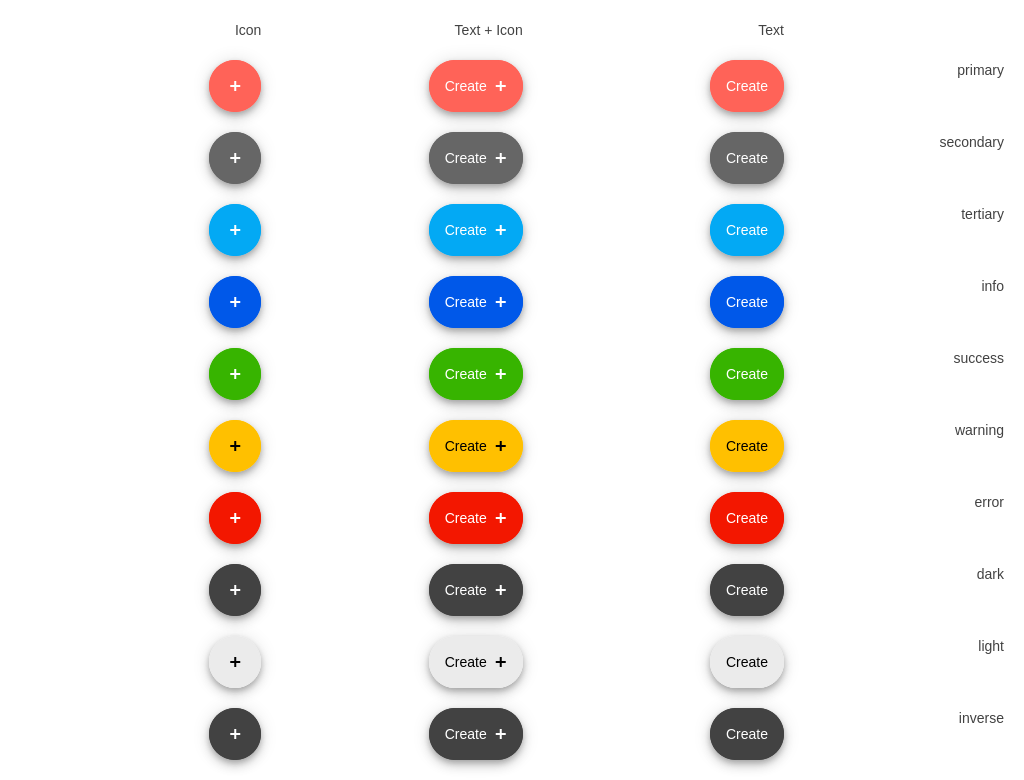 Icon Text + Icon Text
+ Create + Create primary
+ Create + Create secondary
+ Create + Create tertiary
+ Create + Create info
+ Create + Create success
+ Create + Create warning
+ Create + Create error
+ Create + Create dark
+ Create + Create light
+ Create + Create inverse